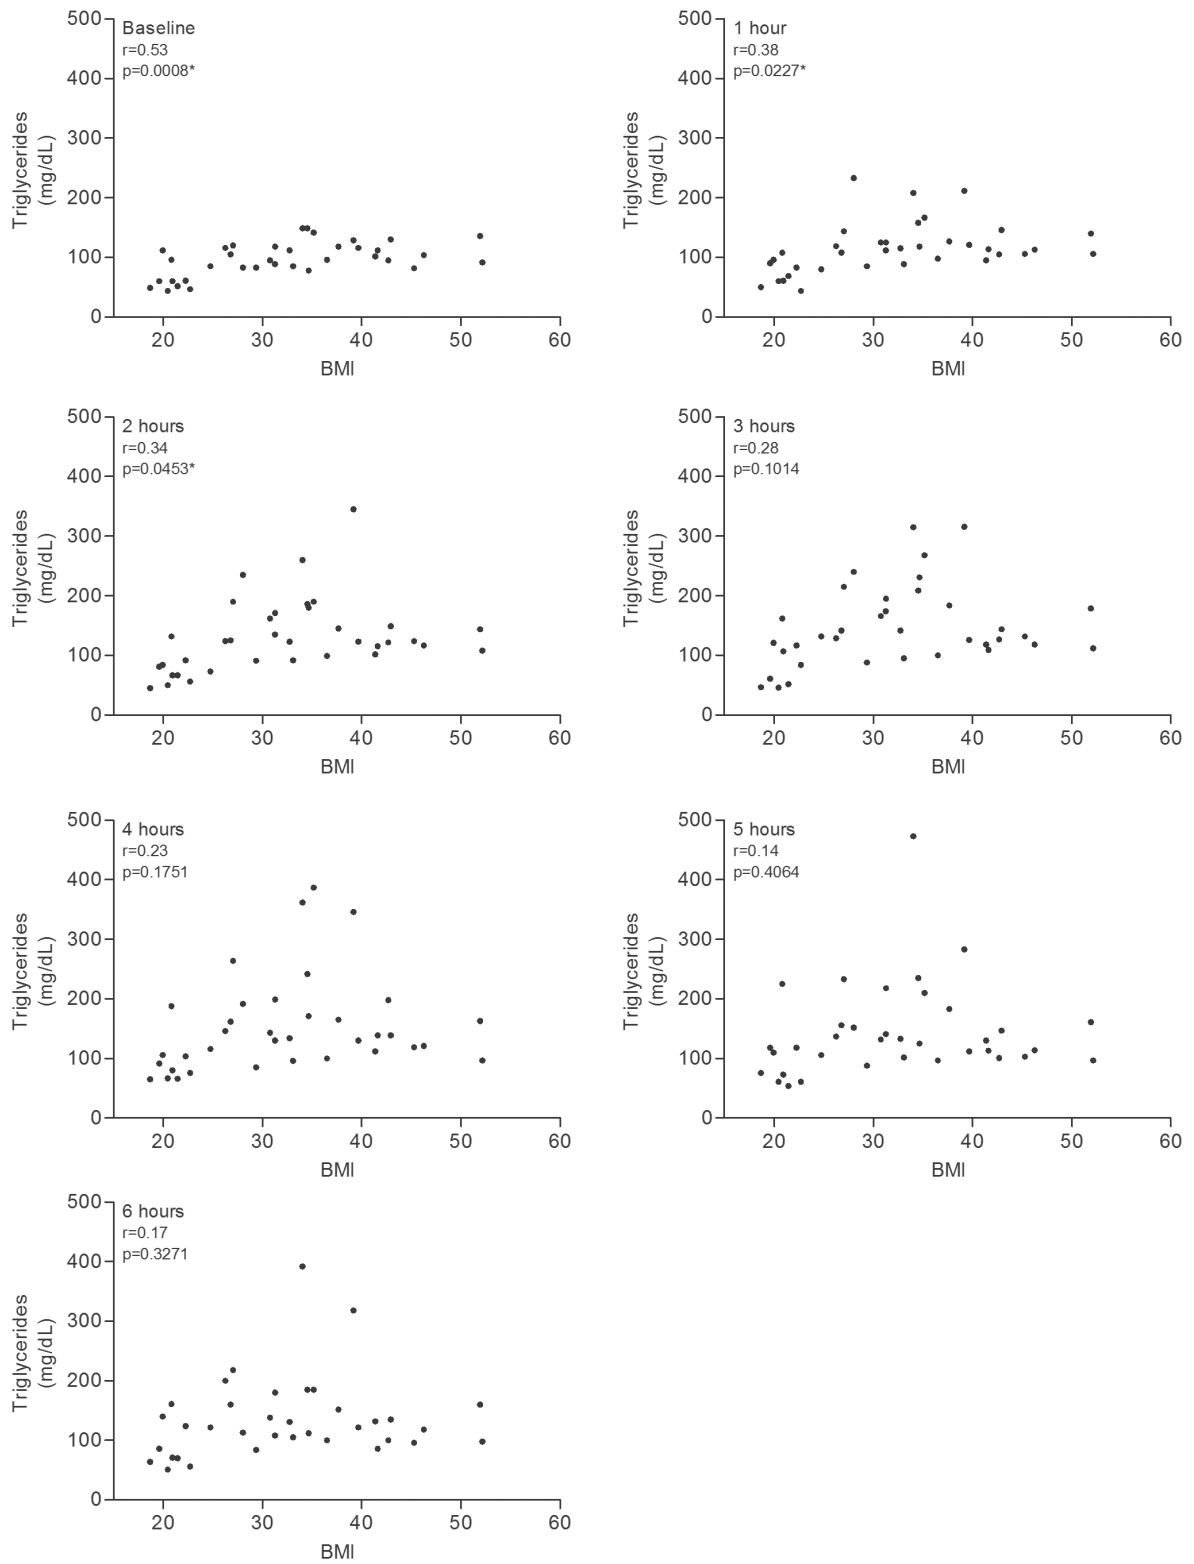 Baseline
r=0.53
p=0.0008*
Triglycerides
(mg/dL)
500
400
300
200
100
0
20 30 40 50 60
BMI
1 hour
r=0.38
p=0.0227*
Triglycerides
(mg/dL)
500
400
300
200
100
0
20 30 40 50 60
BMI
2 hours
r=0.34
p=0.0453*
Triglycerides
(mg/dL)
500
400
300
200
100
0
20 30 40 50 60
BMI
3 hours
r=0.28
p=0.1014
Triglycerides
(mg/dL)
500
400
300
200
100
0
20 30 40 50 60
BMI
4 hours
r=0.23
p=0.1751
Triglycerides
(mg/dL)
500
400
300
200
100
0
20 30 40 50 60
BMI
5 hours
r=0.14
p=0.4064
Triglycerides
(mg/dL)
500
400
300
200
100
0
20 30 40 50 60
BMI
6 hours
r=0.17
p=0.3271
Triglycerides
(mg/dL)
500
400
300
200
100
0
20 30 40 50 60
BMI